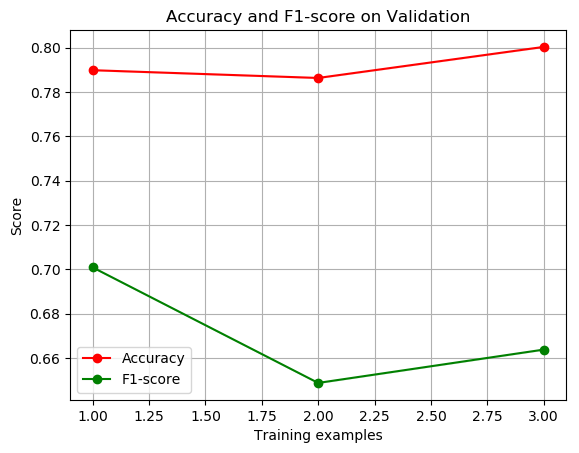 Accuracy and F1-score on Validation
0.80
0.78
0.76
0.74
0.72
0.70
0.68
0.66
Score
Accuracy
F1-score
1.00 1.25 1.50 1.75 2.00 2.25 2.50 2.75 3.00
Training examples